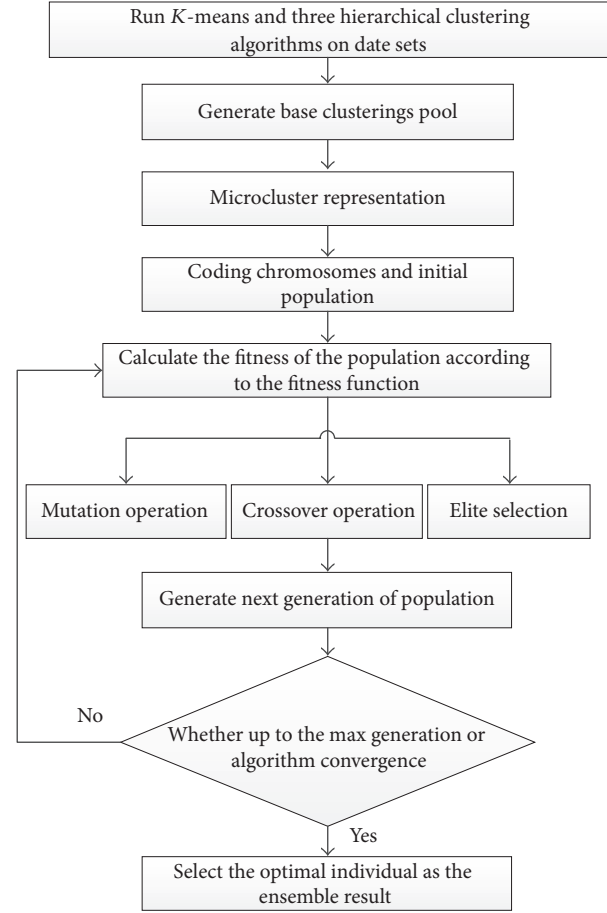 Run K-means and three hierarchical clustering
algorithms on date sets
Generate base clusterings pool
Microcluster representation
Coding chromosomes and initial
population
Calculate the fitness of the population according
to the fitness function
Mutation operation
Crossover operation
Elite selection
Generate next generation of population
No
Whether up to the max generation or
algorithm convergence
Yes
Select the optimal individual as the
ensemble result